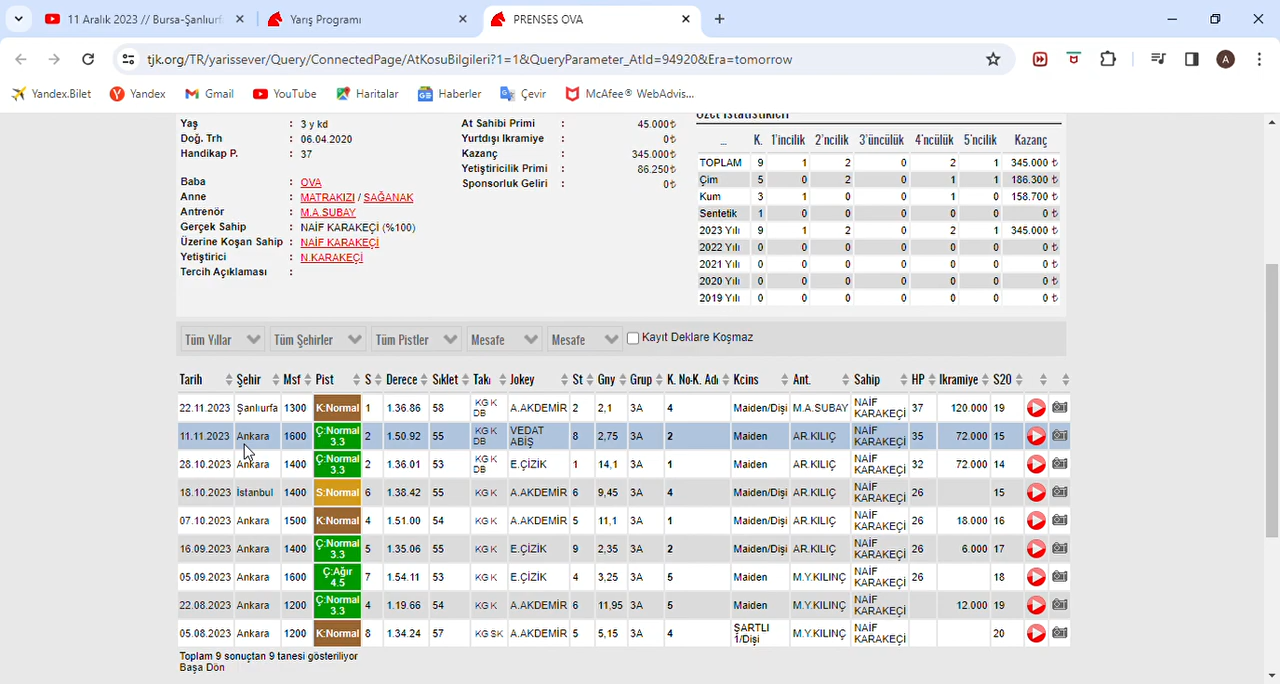 11 Aralık 2023 // Bursa-Şanlıurfa
Yarış Programı
PRENSES OVA
tjk.org/TR/yarissever/Query/ConnectedPage/AtKosuBilgileri?1=1&QueryParameter_AtId=94920&Era=tomorrow
A
Yandex.Bilet
Yandex
Gmail
YouTube
Haritalar
Haberler
Çevir
McAfee® WebAdvis...
Yaş : 3 y kd
Doğ. Trh : 06.04.2020
Handikap P. : 37
Baba : OVA
Anne : MATRAKIZI / SAĞANAK
Antrenör : M.A.SUBAY
Gerçek Sahip : NAİF KARAKEÇİ (%100)
Üzerine Koşan Sahip : NAİF KARAKEÇİ
Yetiştirici : N.KARAKEÇİ
Tercih Açıklaması :
At Sahibi Primi : 45.000₺
Yurtdışı Ikramiye : 0₺
Kazanç : 345.000₺
Yetiştiricilik Primi : 86.250₺
Sponsorluk Geliri : 0₺
Özet İstatistikleri
... K. 1'incilik 2'ncilik 3'üncülük 4'ncülük 5'ncilik Kazanç
TOPLAM 9 1 2 0 2 1 345.000 ₺
Çim 5 0 2 0 1 1 186.300 ₺
Kum 3 1 0 0 1 0 158.700 ₺
Sentetik 1 0 0 0 0 0 0 ₺
2023 Yılı 9 1 2 0 2 1 345.000 ₺
2022 Yılı 0 0 0 0 0 0 0 ₺
2021 Yılı 0 0 0 0 0 0 0 ₺
2020 Yılı 0 0 0 0 0 0 0 ₺
2019 Yılı 0 0 0 0 0 0 0 ₺
Tüm Yıllar Tüm Şehirler Tüm Pistler Mesafe Mesafe Kayıt Deklare Koşmaz
Tarih Şehir Msf Pist S Derece Sıklet Takı Jokey St Gny Grup K. No-K. Adı Kcins Ant. Sahip HP Ikramiye S20
22.11.2023 Şanlıurfa 1300 K:Normal 1 1.36.86 58 KG K DB A.AKDEMİR 2 2,1 3A 4 Maiden/Dişi M.A.SUBAY NAİF KARAKEÇİ 37 120.000 19
11.11.2023 Ankara 1600 Ç:Normal 3.3 2 1.50.92 55 KG K DB VEDAT ABİŞ 8 2,75 3A 2 Maiden AR.KILIÇ NAİF KARAKEÇİ 35 72.000 15
28.10.2023 Ankara 1400 Ç:Normal 3.3 2 1.36.01 53 KG K DB E.ÇİZİK 1 14,1 3A 1 Maiden AR.KILIÇ NAİF KARAKEÇİ 32 72.000 14
18.10.2023 İstanbul 1400 S:Normal 6 1.38.42 55 KG K A.AKDEMİR 6 9,45 3A 4 Maiden/Dişi AR.KILIÇ NAİF KARAKEÇİ 26 15
07.10.2023 Ankara 1500 K:Normal 4 1.51.00 54 KG K A.AKDEMİR 5 11,1 3A 1 Maiden/Dişi AR.KILIÇ NAİF KARAKEÇİ 26 18.000 16
16.09.2023 Ankara 1400 Ç:Normal 3.3 5 1.35.06 55 KG K E.ÇİZİK 9 2,35 3A 2 Maiden/Dişi AR.KILIÇ NAİF KARAKEÇİ 26 6.000 17
05.09.2023 Ankara 1600 Ç:Ağır 4.5 7 1.54.11 53 KG K E.ÇİZİK 4 3,25 3A 5 Maiden M.Y.KILINÇ NAİF KARAKEÇİ 26 18
22.08.2023 Ankara 1200 Ç:Normal 3.3 4 1.19.66 54 KG K A.AKDEMİR 6 11,95 3A 5 Maiden M.Y.KILINÇ NAİF KARAKEÇİ 12.000 19
05.08.2023 Ankara 1200 K:Normal 8 1.34.24 57 KG SK A.AKDEMİR 5 5,15 3A 4 ŞARTLI 1/Dişi M.Y.KILINÇ NAİF KARAKEÇİ 20
Toplam 9 sonuçtan 9 tanesi gösteriliyor
Başa Dön